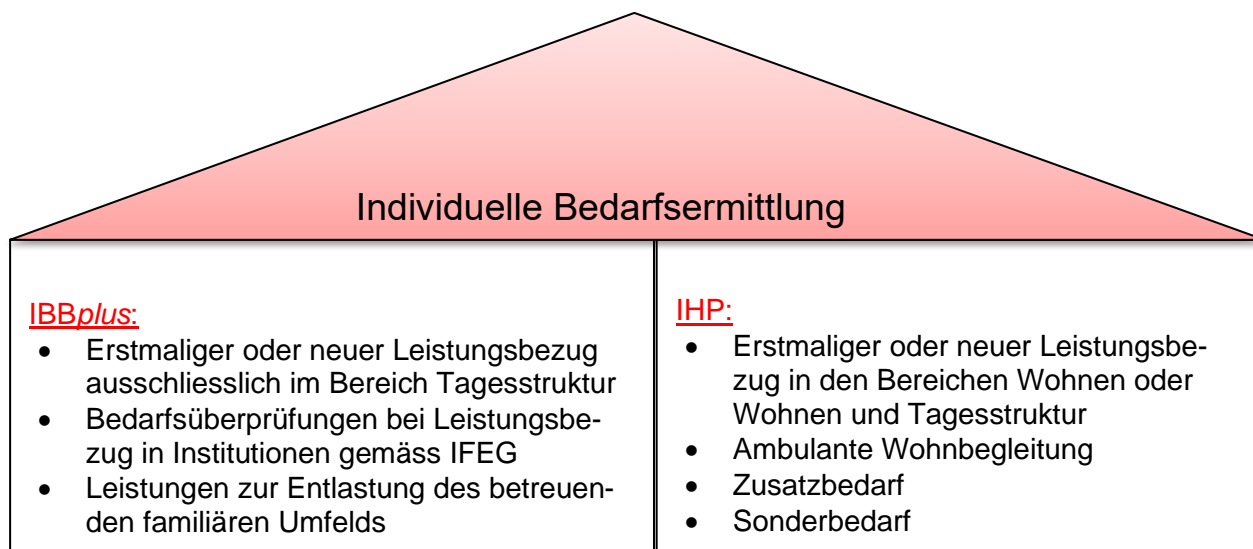 Individuelle Bedarfsermittlung
IBBplus:
• Erstmaliger oder neuer Leistungsbezug
ausschliesslich im Bereich Tagesstruktur
• Bedarfsüberprüfungen bei Leistungsbe-
zug in Institutionen gemäss IFEG
• Leistungen zur Entlastung des betreuen-
den familiären Umfelds
IHP:
• Erstmaliger oder neuer Leistungsbe-
zug in den Bereichen Wohnen oder
Wohnen und Tagesstruktur
• Ambulante Wohnbegleitung
• Zusatzbedarf
• Sonderbedarf